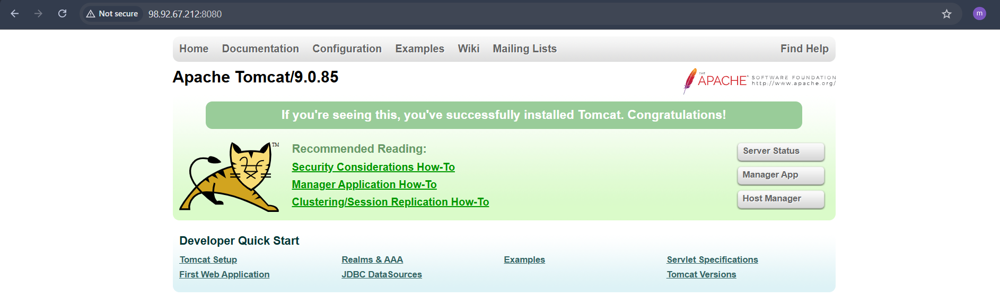 Not secure 98.92.67.212:8080 m
Home Documentation Configuration Examples Wiki Mailing Lists Find Help
Apache Tomcat/9.0.85
THE APACHE SOFTWARE FOUNDATION
http://www.apache.org/
If you're seeing this, you've successfully installed Tomcat. Congratulations!
TM
Recommended Reading:
Security Considerations How-To
Manager Application How-To
Clustering/Session Replication How-To
Server Status
Manager App
Host Manager
Developer Quick Start
Tomcat Setup Realms & AAA Examples Servlet Specifications
First Web Application JDBC DataSources Tomcat Versions